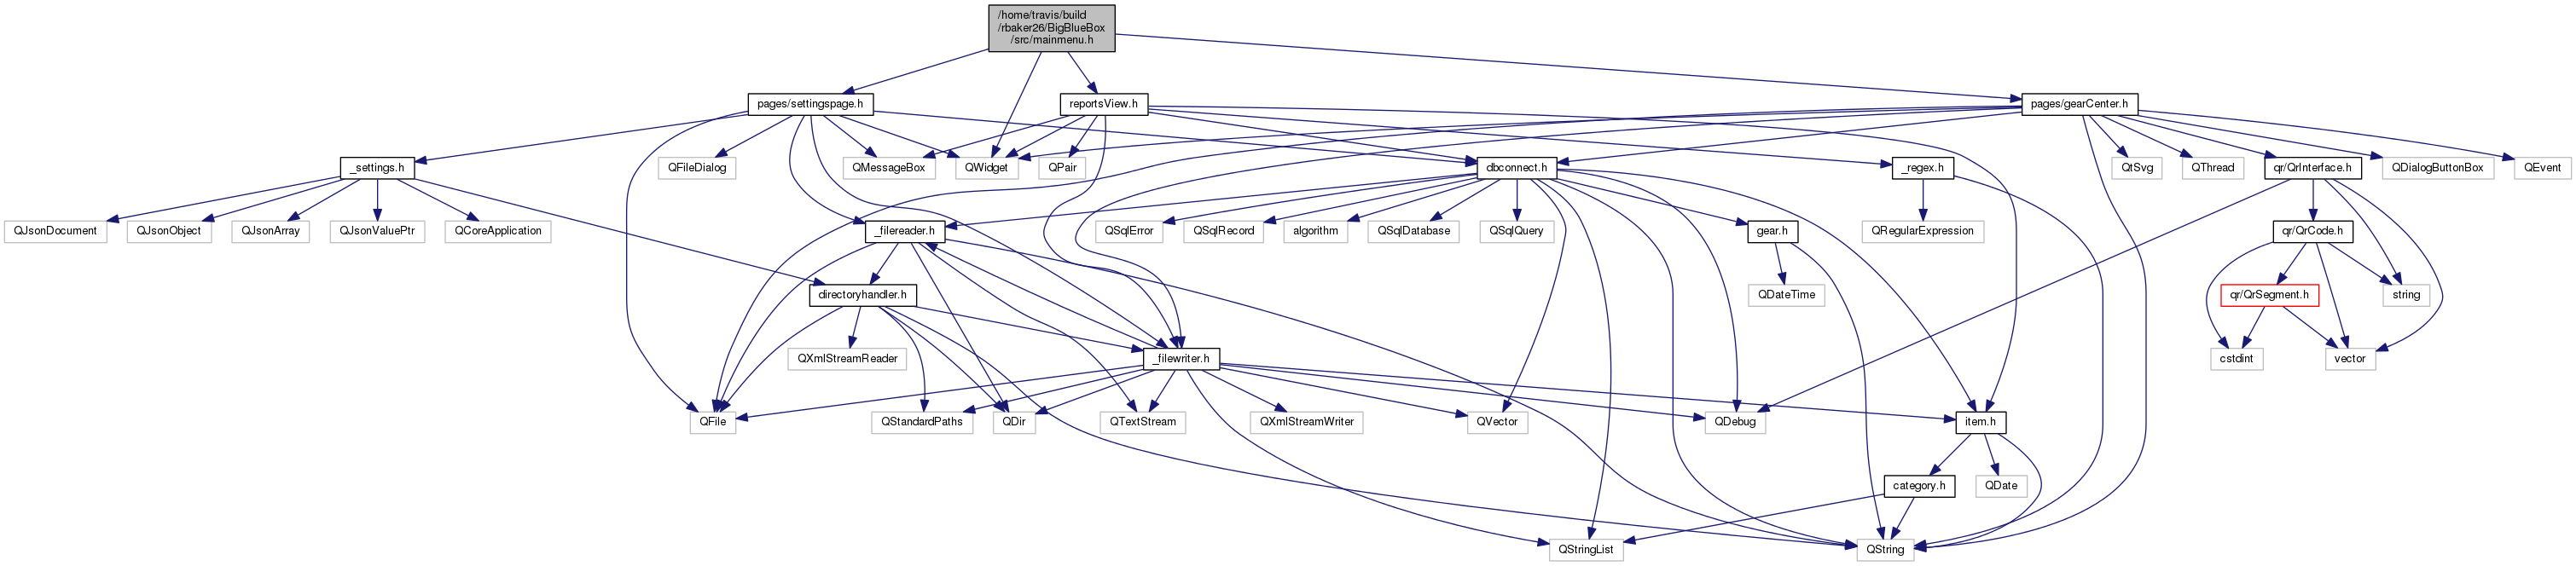 /home/travis/build
/rbaker26/BigBlueBox
/src/mainmenu.h
pages/settingspage.h
reportsView.h
pages/gearCenter.h
_settings.h
QFileDialog
QMessageBox
QWidget
QPair
dbconnect.h
_regex.h
QtSvg
QThread
qr/QrInterface.h
QDialogButtonBox
QEvent
QJsonDocument
QJsonObject
QJsonArray
QJsonValuePtr
QCoreApplication
_filereader.h
QSqlError
QSqlRecord
algorithm
QSqlDatabase
QSqlQuery
gear.h
QRegularExpression
qr/QrCode.h
directoryhandler.h
QDateTime
qr/QrSegment.h
string
QXmlStreamReader
_filewriter.h
cstdint
vector
QFile
QStandardPaths
QDir
QTextStream
QXmlStreamWriter
QVector
QDebug
item.h
category.h
QDate
QStringList
QString